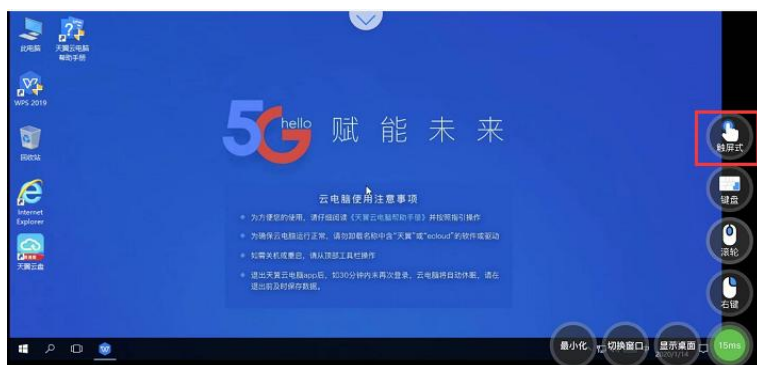 此电脑
天翼云电脑
帮助手册
WPS 2019
回收站
Internet
Explorer
天翼云盘
5G hello 赋能未来
云电脑使用注意事项
为方便您的使用，请仔细阅读《天翼云电脑帮助手册》并按照指引操作
为确保云电脑运行正常，请勿卸载名称中含“天翼”或“ecloud”的软件或驱动
如需关机或重启，请从顶部工具栏操作
退出天翼云电脑app后，如30分钟内未再次登录，云电脑将自动休眠，请在
退出前及时保存数据。
触屏式
键盘
滚轮
右键
最小化
切换窗口
显示桌面
15ms
2020/1/14